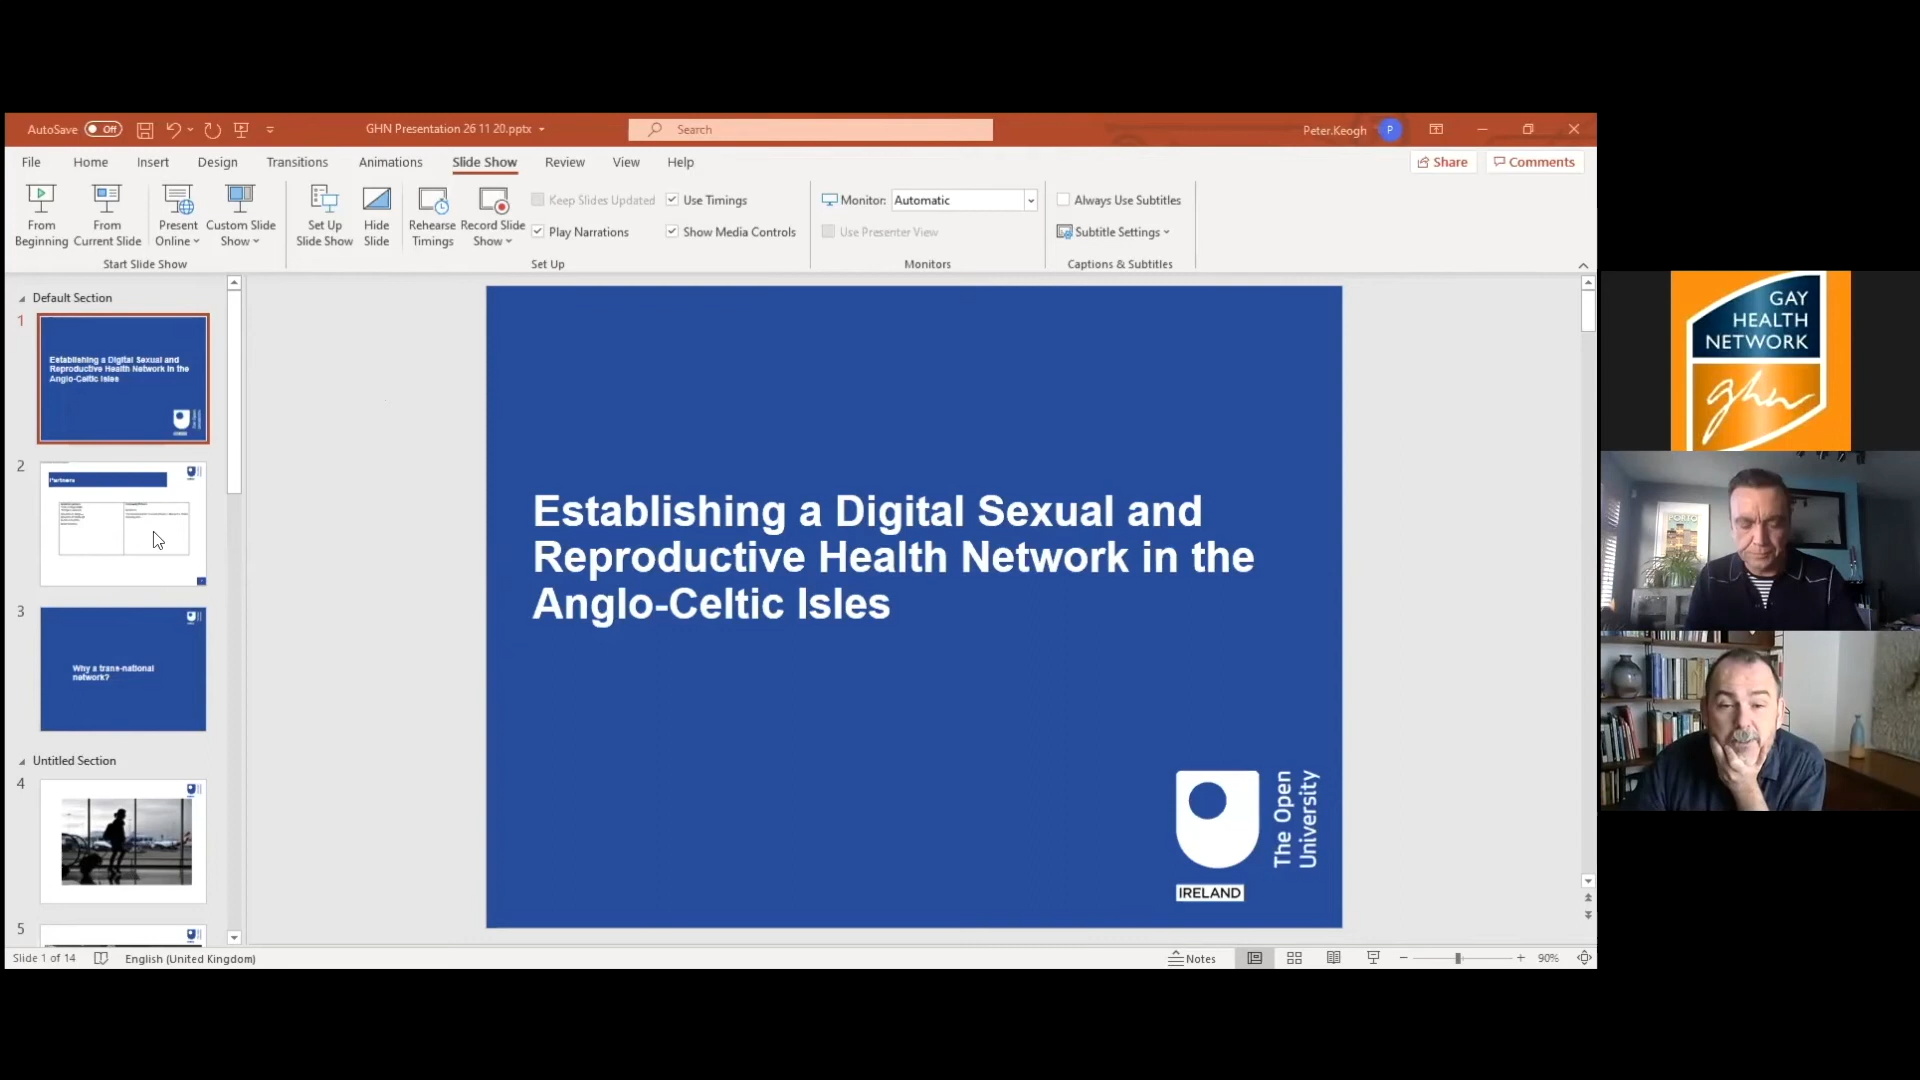 AutoSave Off
GHN Presentation 26 11 20.pptx
Search
Peter.Keogh P
File Home Insert Design Transitions Animations Slide Show Review View Help
Share Comments
From
Beginning
From
Current Slide
Present
Online
Custom Slide
Show
Start Slide Show
Set Up
Slide Show
Hide
Slide
Rehearse
Timings
Record Slide
Show
Keep Slides Updated
Play Narrations
Use Timings
Show Media Controls
Set Up
Monitor: Automatic
Use Presenter View
Monitors
Always Use Subtitles
Subtitle Settings
Captions & Subtitles
Default Section
1
Establishing a Digital Sexual and
Reproductive Health Network in the
Anglo-Celtic Isles
2
Partners
3
Why a trans-national
network?
Untitled Section
4
5
Establishing a Digital Sexual and
Reproductive Health Network in the
Anglo-Celtic Isles
The Open
University
IRELAND
GAY
HEALTH
NETWORK
ghn
PORTO
Slide 1 of 14
English (United Kingdom)
Notes
90%